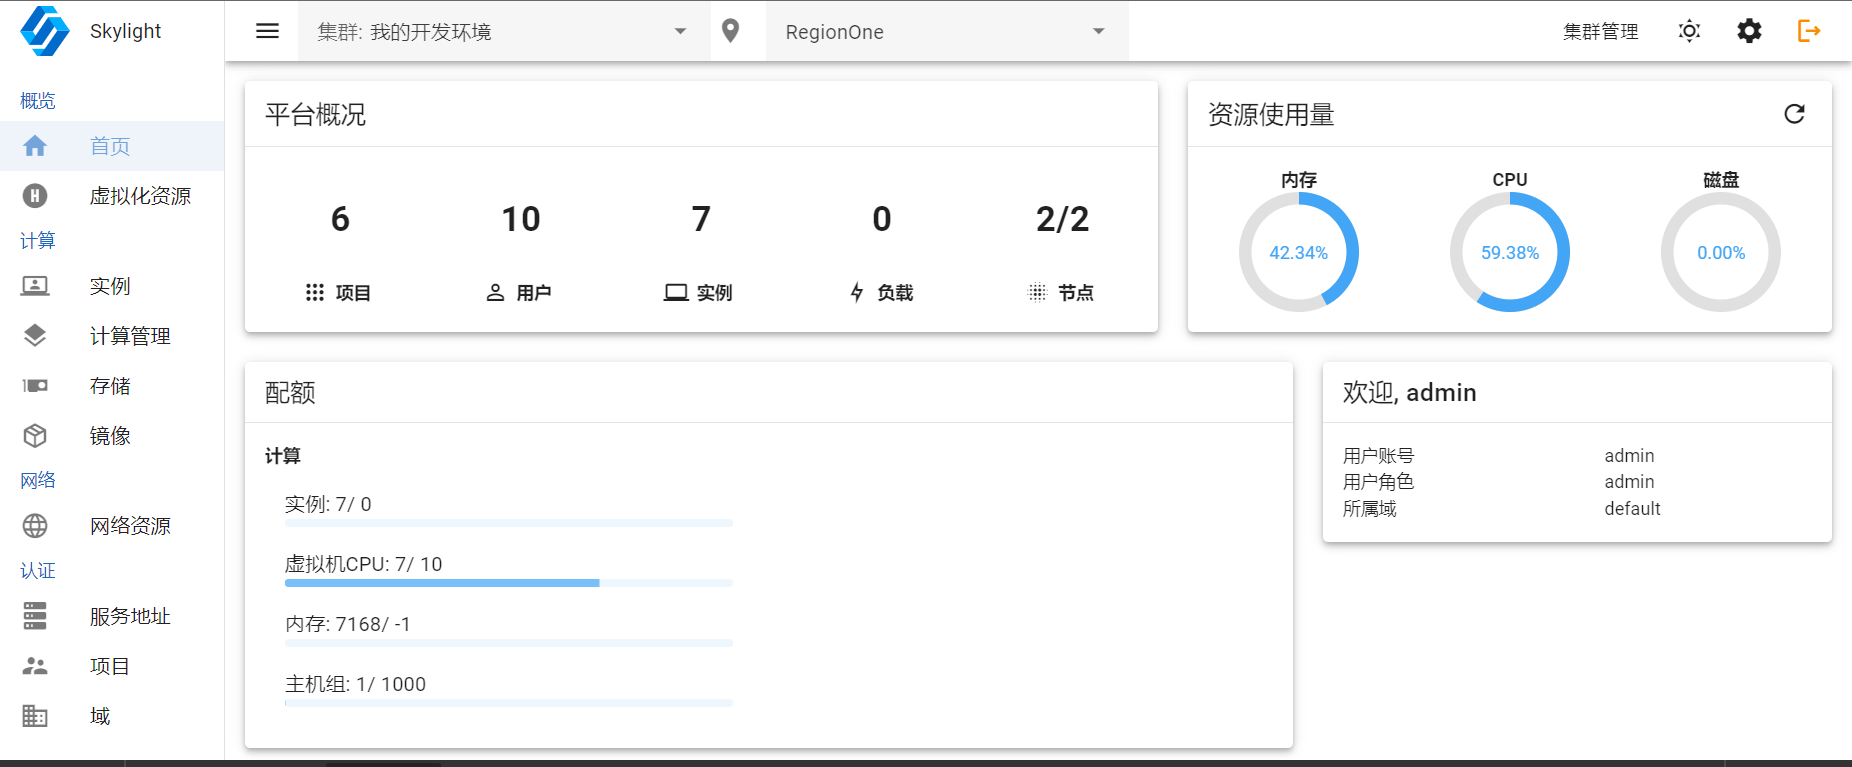 Skylight
集群: 我的开发环境
RegionOne
集群管理
概览
首页
虚拟化资源
计算
实例
计算管理
存储
镜像
网络
网络资源
认证
服务地址
项目
域
平台概况
6
10
7
0
2/2
项目
用户
实例
负载
节点
资源使用量
内存
CPU
磁盘
42.34%
59.38%
0.00%
配额
计算
实例: 7/ 0
虚拟机CPU: 7/ 10
内存: 7168/ -1
主机组: 1/ 1000
欢迎, admin
用户账号 admin
用户角色 admin
所属域 default